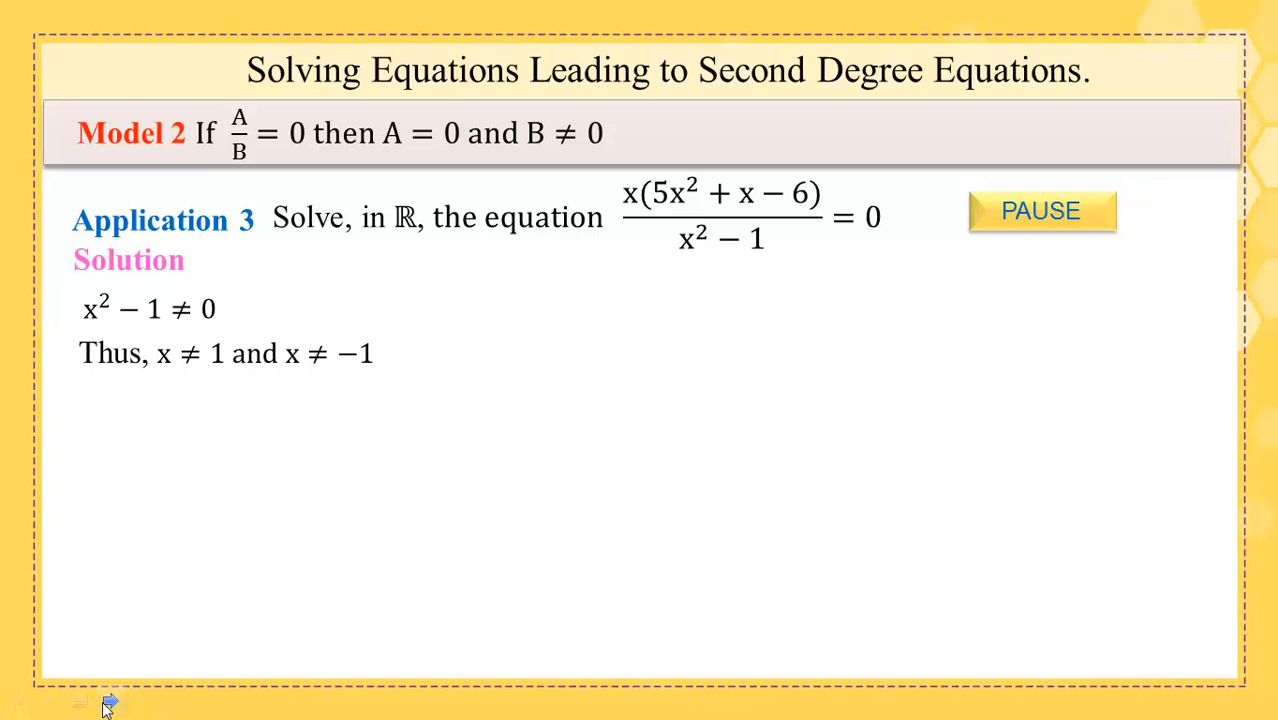 Solving Equations Leading to Second Degree Equations.
Model 2 If A/B = 0 then A = 0 and B ≠ 0
Application 3 Solve, in ℝ, the equation x(5x² + x − 6)/(x² − 1) = 0
PAUSE
Solution
x² − 1 ≠ 0
Thus, x ≠ 1 and x ≠ −1